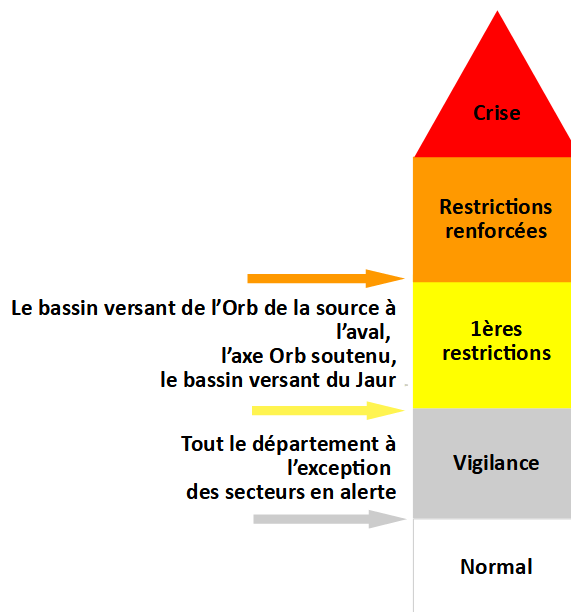 Crise
Restrictions
renforcées
Le bassin versant de l’Orb de la source à
l’aval,
l’axe Orb soutenu,
le bassin versant du Jaur
1ères
restrictions
Tout le département à
l’exception
des secteurs en alerte
Vigilance
Normal